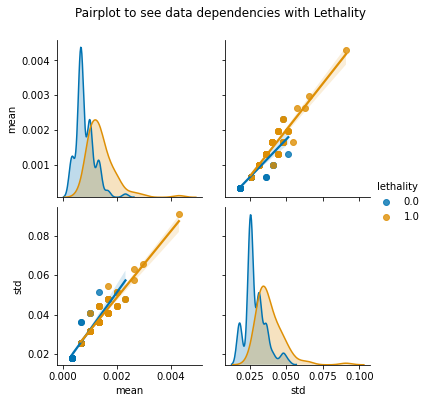 Pairplot to see data dependencies with Lethality
0.004
0.003
0.002
0.001
mean
lethality
0.0
1.0
0.08
0.06
0.04
0.02
std
0.000
0.002
0.004
mean
0.025
0.050
0.075
0.100
std